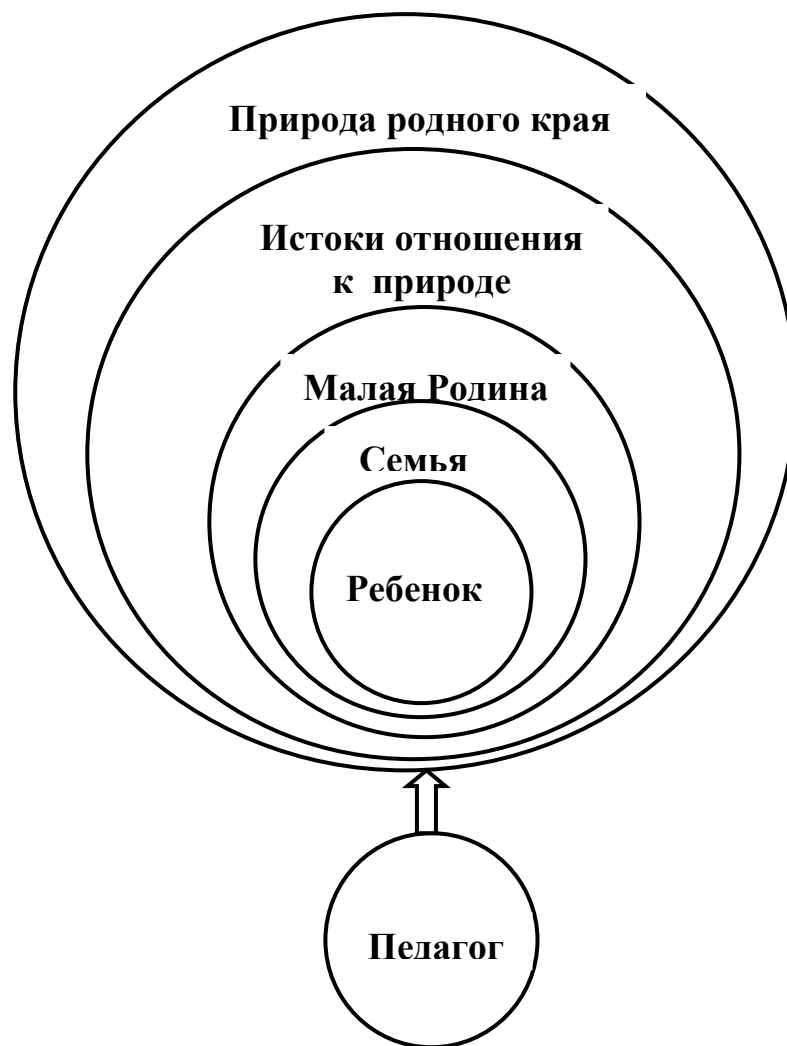 Природа родного края
Истоки отношения
к природе
Малая Родина
Семья
Ребенок
Педагог